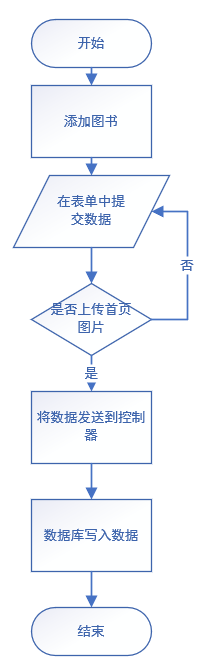 开始
添加图书
在表单中提
交数据
否
是否上传首页
图片
是
将数据发送到控制
器
数据库写入数据
结束